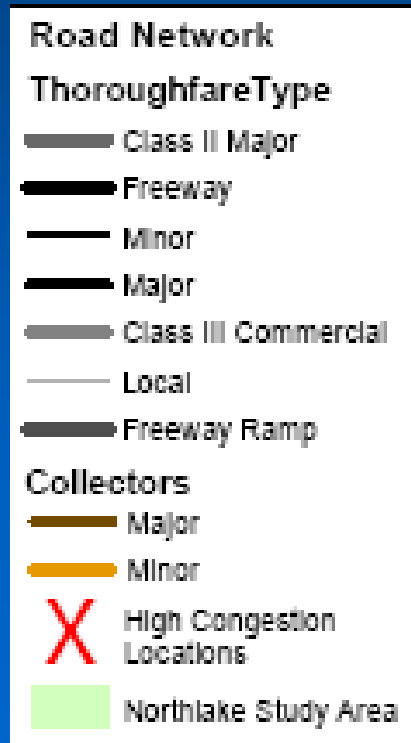 Road Network
ThoroughfareType
Class II Major
Freeway
Minor
Major
Class III Commercial
Local
Freeway Ramp
Collectors
Major
Minor
High Congestion
Locations
Northlake Study Area